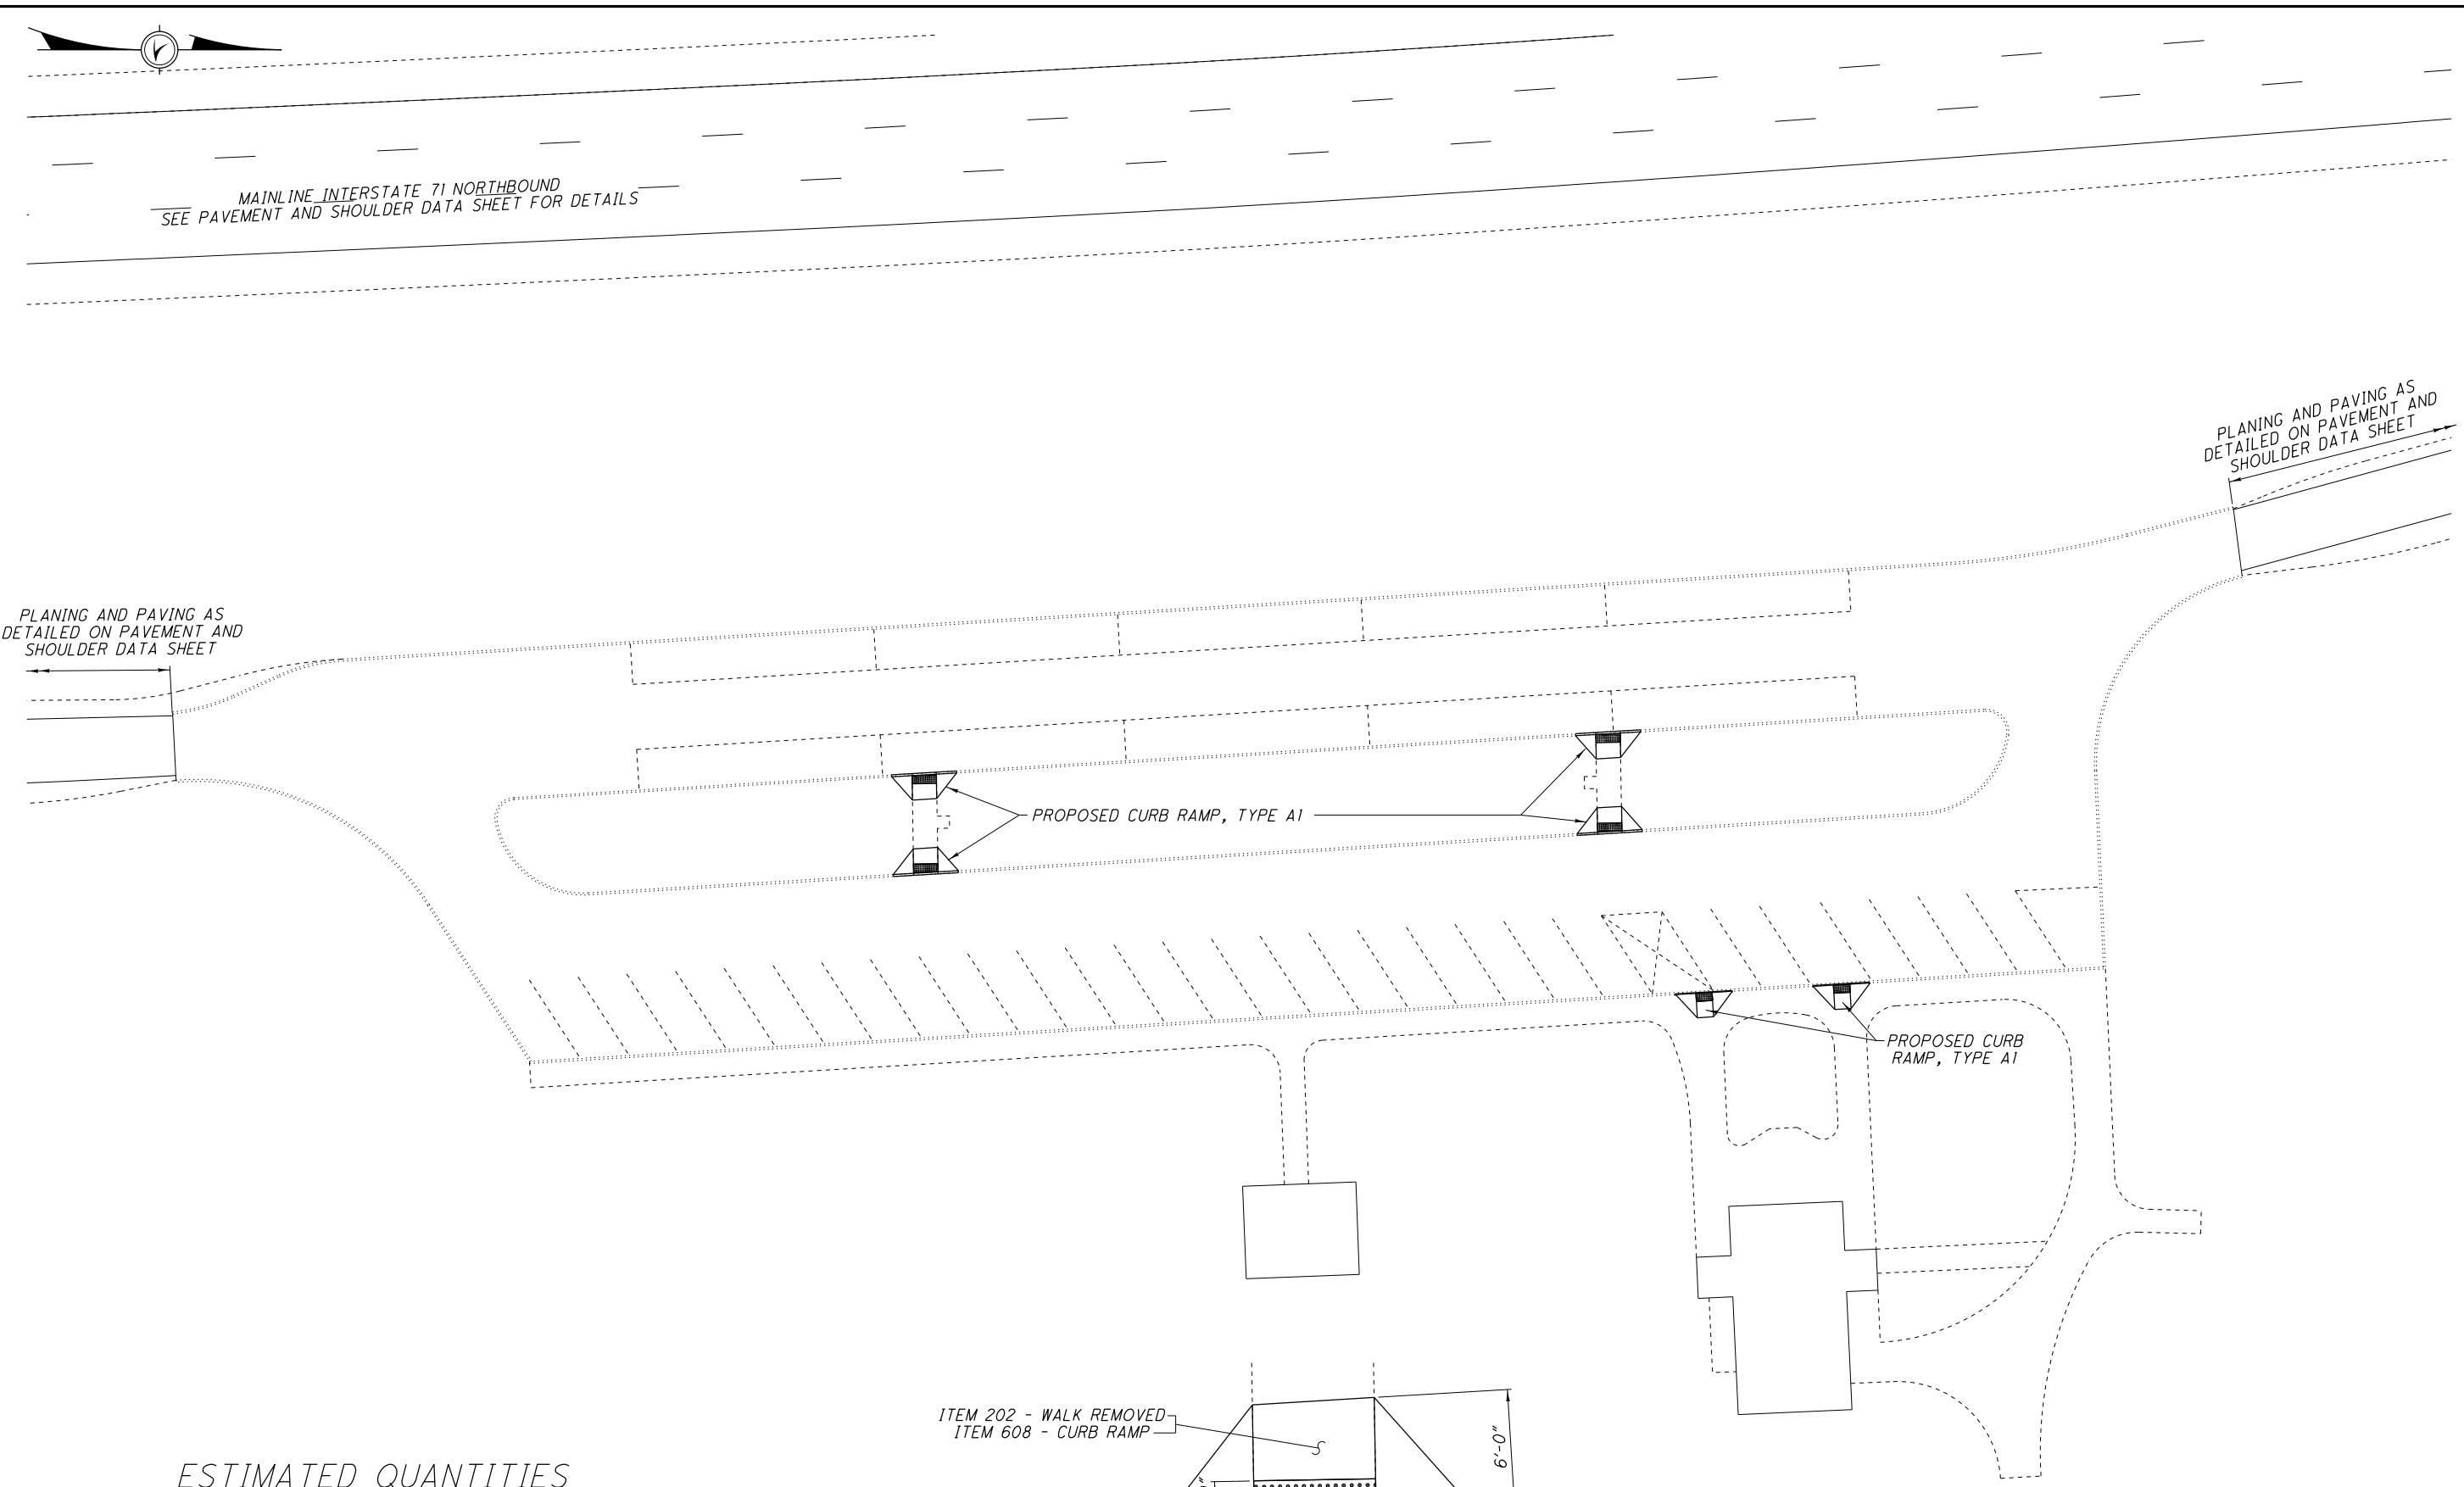 MAINLINE INTERSTATE 71 NORTHBOUND
SEE PAVEMENT AND SHOULDER DATA SHEET FOR DETAILS
PLANING AND PAVING AS
DETAILED ON PAVEMENT AND
SHOULDER DATA SHEET
PLANING AND PAVING AS
DETAILED ON PAVEMENT AND
SHOULDER DATA SHEET
PROPOSED CURB RAMP, TYPE A1
PROPOSED CURB
RAMP, TYPE A1
ITEM 202 - WALK REMOVED
ITEM 608 - CURB RAMP
6'-0"
ESTIMATED QUANTITIES